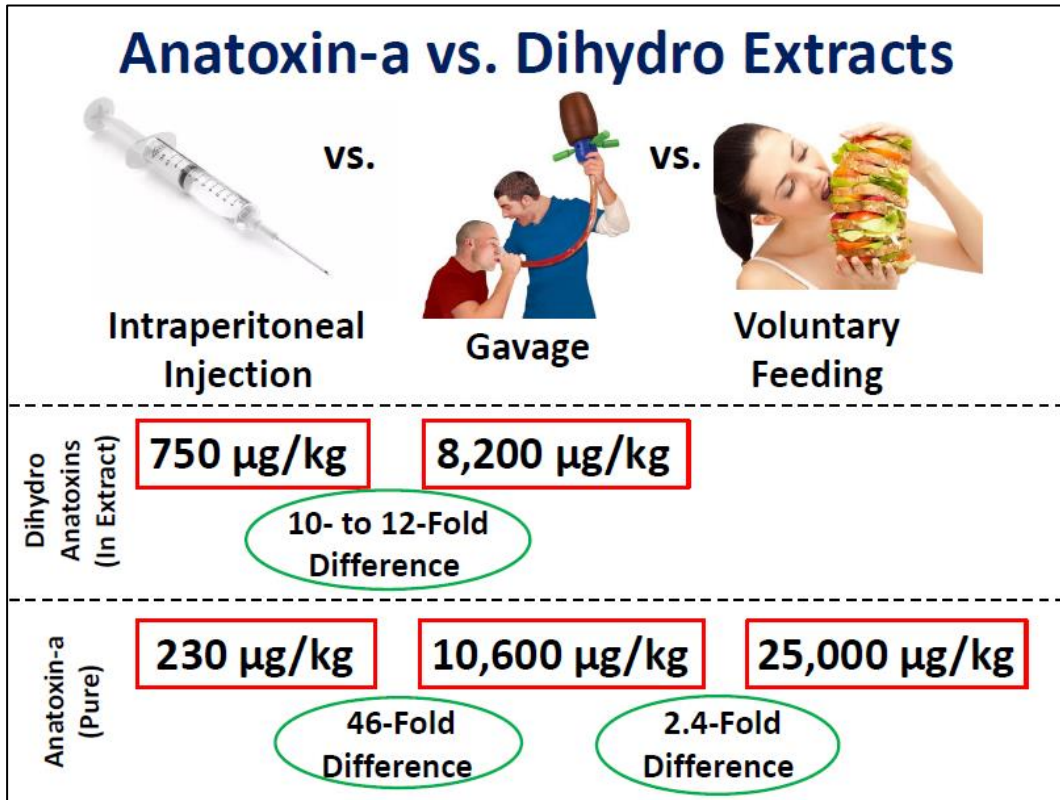 Anatoxin-a vs. Dihydro Extracts
vs.
vs.
Intraperitoneal
Injection
Gavage
Voluntary
Feeding
Dihydro
Anatoxins
(In Extract)
750 µg/kg
8,200 µg/kg
10- to 12-Fold
Difference
Anatoxin-a
(Pure)
230 µg/kg
10,600 µg/kg
25,000 µg/kg
46-Fold
Difference
2.4-Fold
Difference